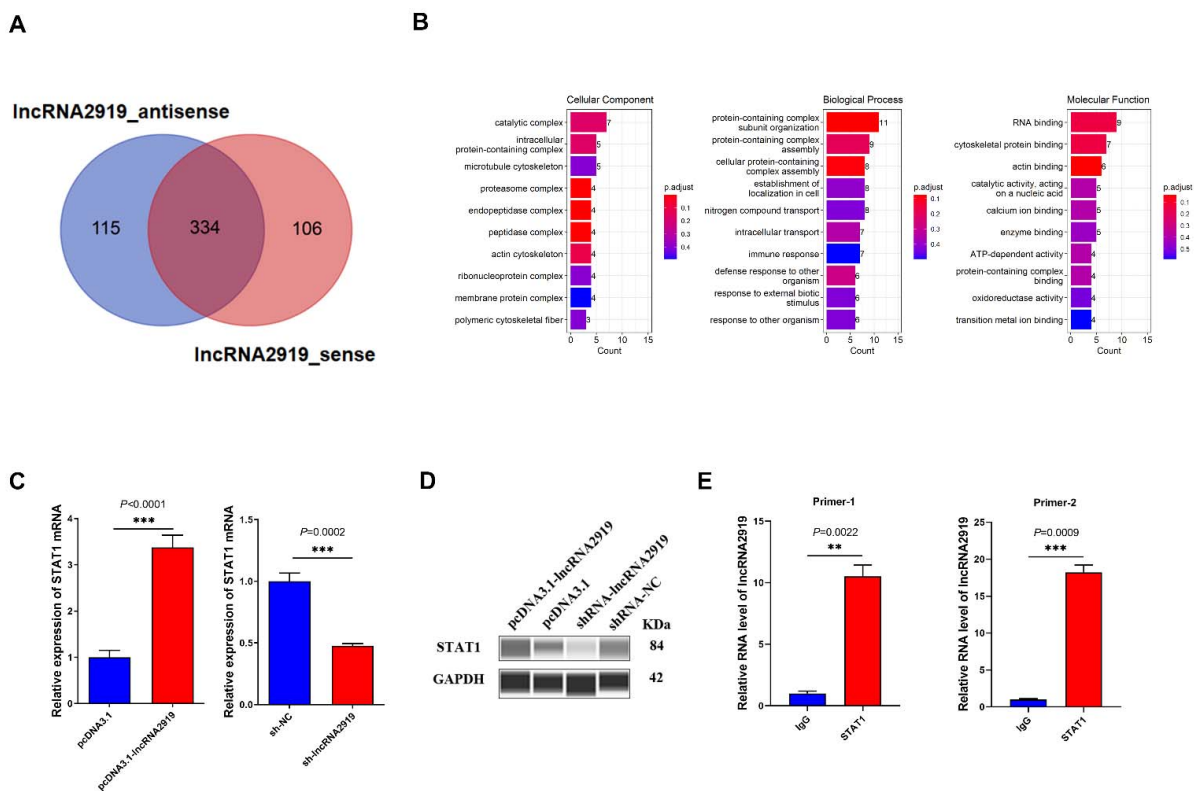 A
lncRNA2919_antisense
115
334
106
lncRNA2919_sense
B
Cellular Component
catalytic complex
7
intracellular
protein-containing complex
5
microtubule cytoskeleton
5
proteasome complex
4
endopeptidase complex
4
peptidase complex
4
actin cytoskeleton
4
ribonucleoprotein complex
4
membrane protein complex
4
polymeric cytoskeletal fiber
3
0 5 10 15
Count
p.adjust
0.1
0.2
0.3
0.4
Biological Process
protein-containing complex
subunit organization
11
protein-containing complex
assembly
9
cellular protein-containing
complex assembly
8
establishment of
localization in cell
8
nitrogen compound transport
8
intracellular transport
7
immune response
7
defense response to other
organism
6
response to external biotic
stimulus
6
response to other organism
6
0 5 10 15
Count
p.adjust
0.1
0.2
0.3
0.4
Molecular Function
RNA binding
9
cytoskeletal protein binding
7
actin binding
6
catalytic activity, acting
on a nucleic acid
5
calcium ion binding
5
enzyme binding
5
ATP-dependent activity
4
protein-containing complex
binding
4
oxidoreductase activity
4
transition metal ion binding
4
0 5 10 15
Count
p.adjust
0.1
0.2
0.3
0.4
0.5
C
Relative expression of STAT1 mRNA
4
3
2
1
0
P<0.0001
***
pcDNA3.1
pcDNA3.1-lncRNA2919
Relative expression of STAT1 mRNA
1.5
1.0
0.5
0.0
P=0.0002
***
sh-NC
sh-lncRNA2919
D
pcDNA3.1-lncRNA2919
pcDNA3.1
shRNA-lncRNA2919
shRNA-NC
KDa
STAT1
84
GAPDH
42
E
Primer-1
Relative RNA level of lncRNA2919
15
10
5
0
P=0.0022
**
IgG
STAT1
Primer-2
Relative RNA level of lncRNA2919
25
20
15
10
5
0
P=0.0009
***
IgG
STAT1